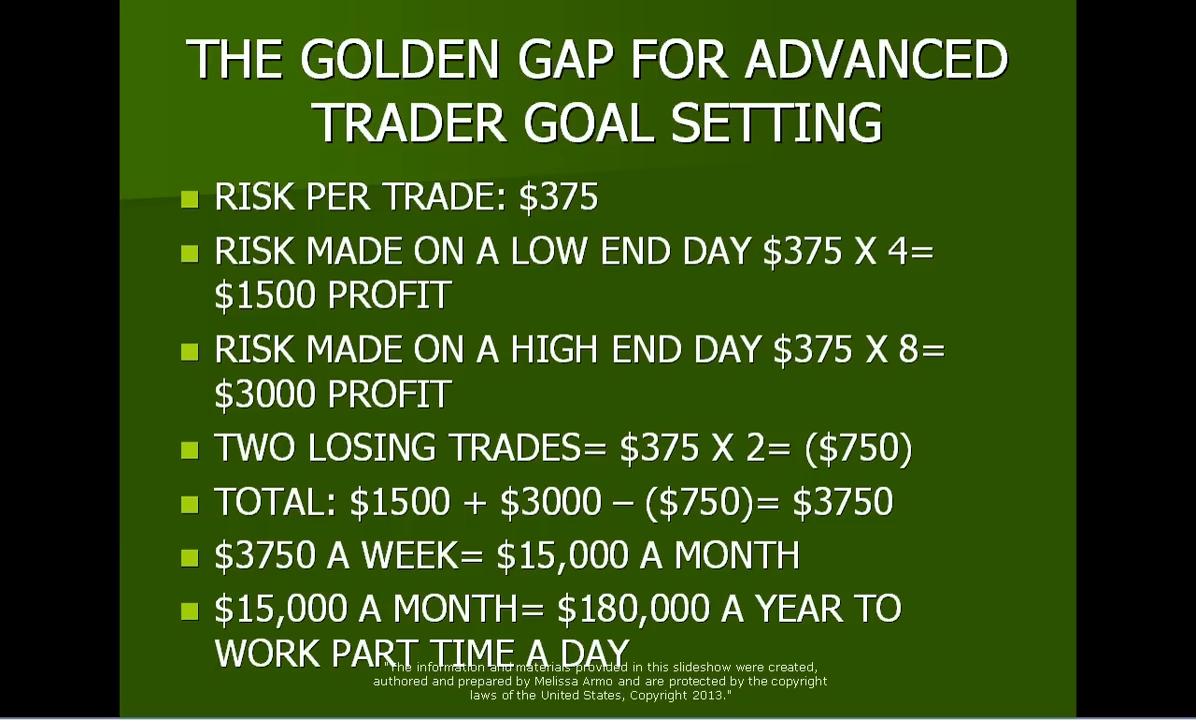 THE GOLDEN GAP FOR ADVANCED
TRADER GOAL SETTING
RISK PER TRADE: $375
RISK MADE ON A LOW END DAY $375 X 4=
$1500 PROFIT
RISK MADE ON A HIGH END DAY $375 X 8=
$3000 PROFIT
TWO LOSING TRADES= $375 X 2= ($750)
TOTAL: $1500 + $3000 – ($750)= $3750
$3750 A WEEK= $15,000 A MONTH
$15,000 A MONTH= $180,000 A YEAR TO
WORK PART TIME A DAY
"The information and materials provided in this slideshow were created,
authored and prepared by Melissa Armo and are protected by the copyright
laws of the United States, Copyright 2013."